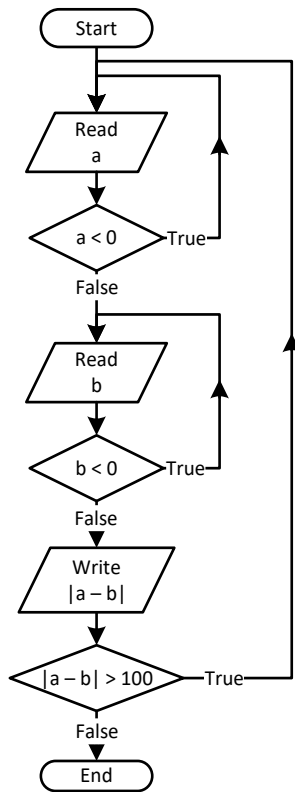 Start
Read
a
a < 0
True
False
Read
b
b < 0
True
False
Write
|a – b|
|a – b| > 100
True
False
End